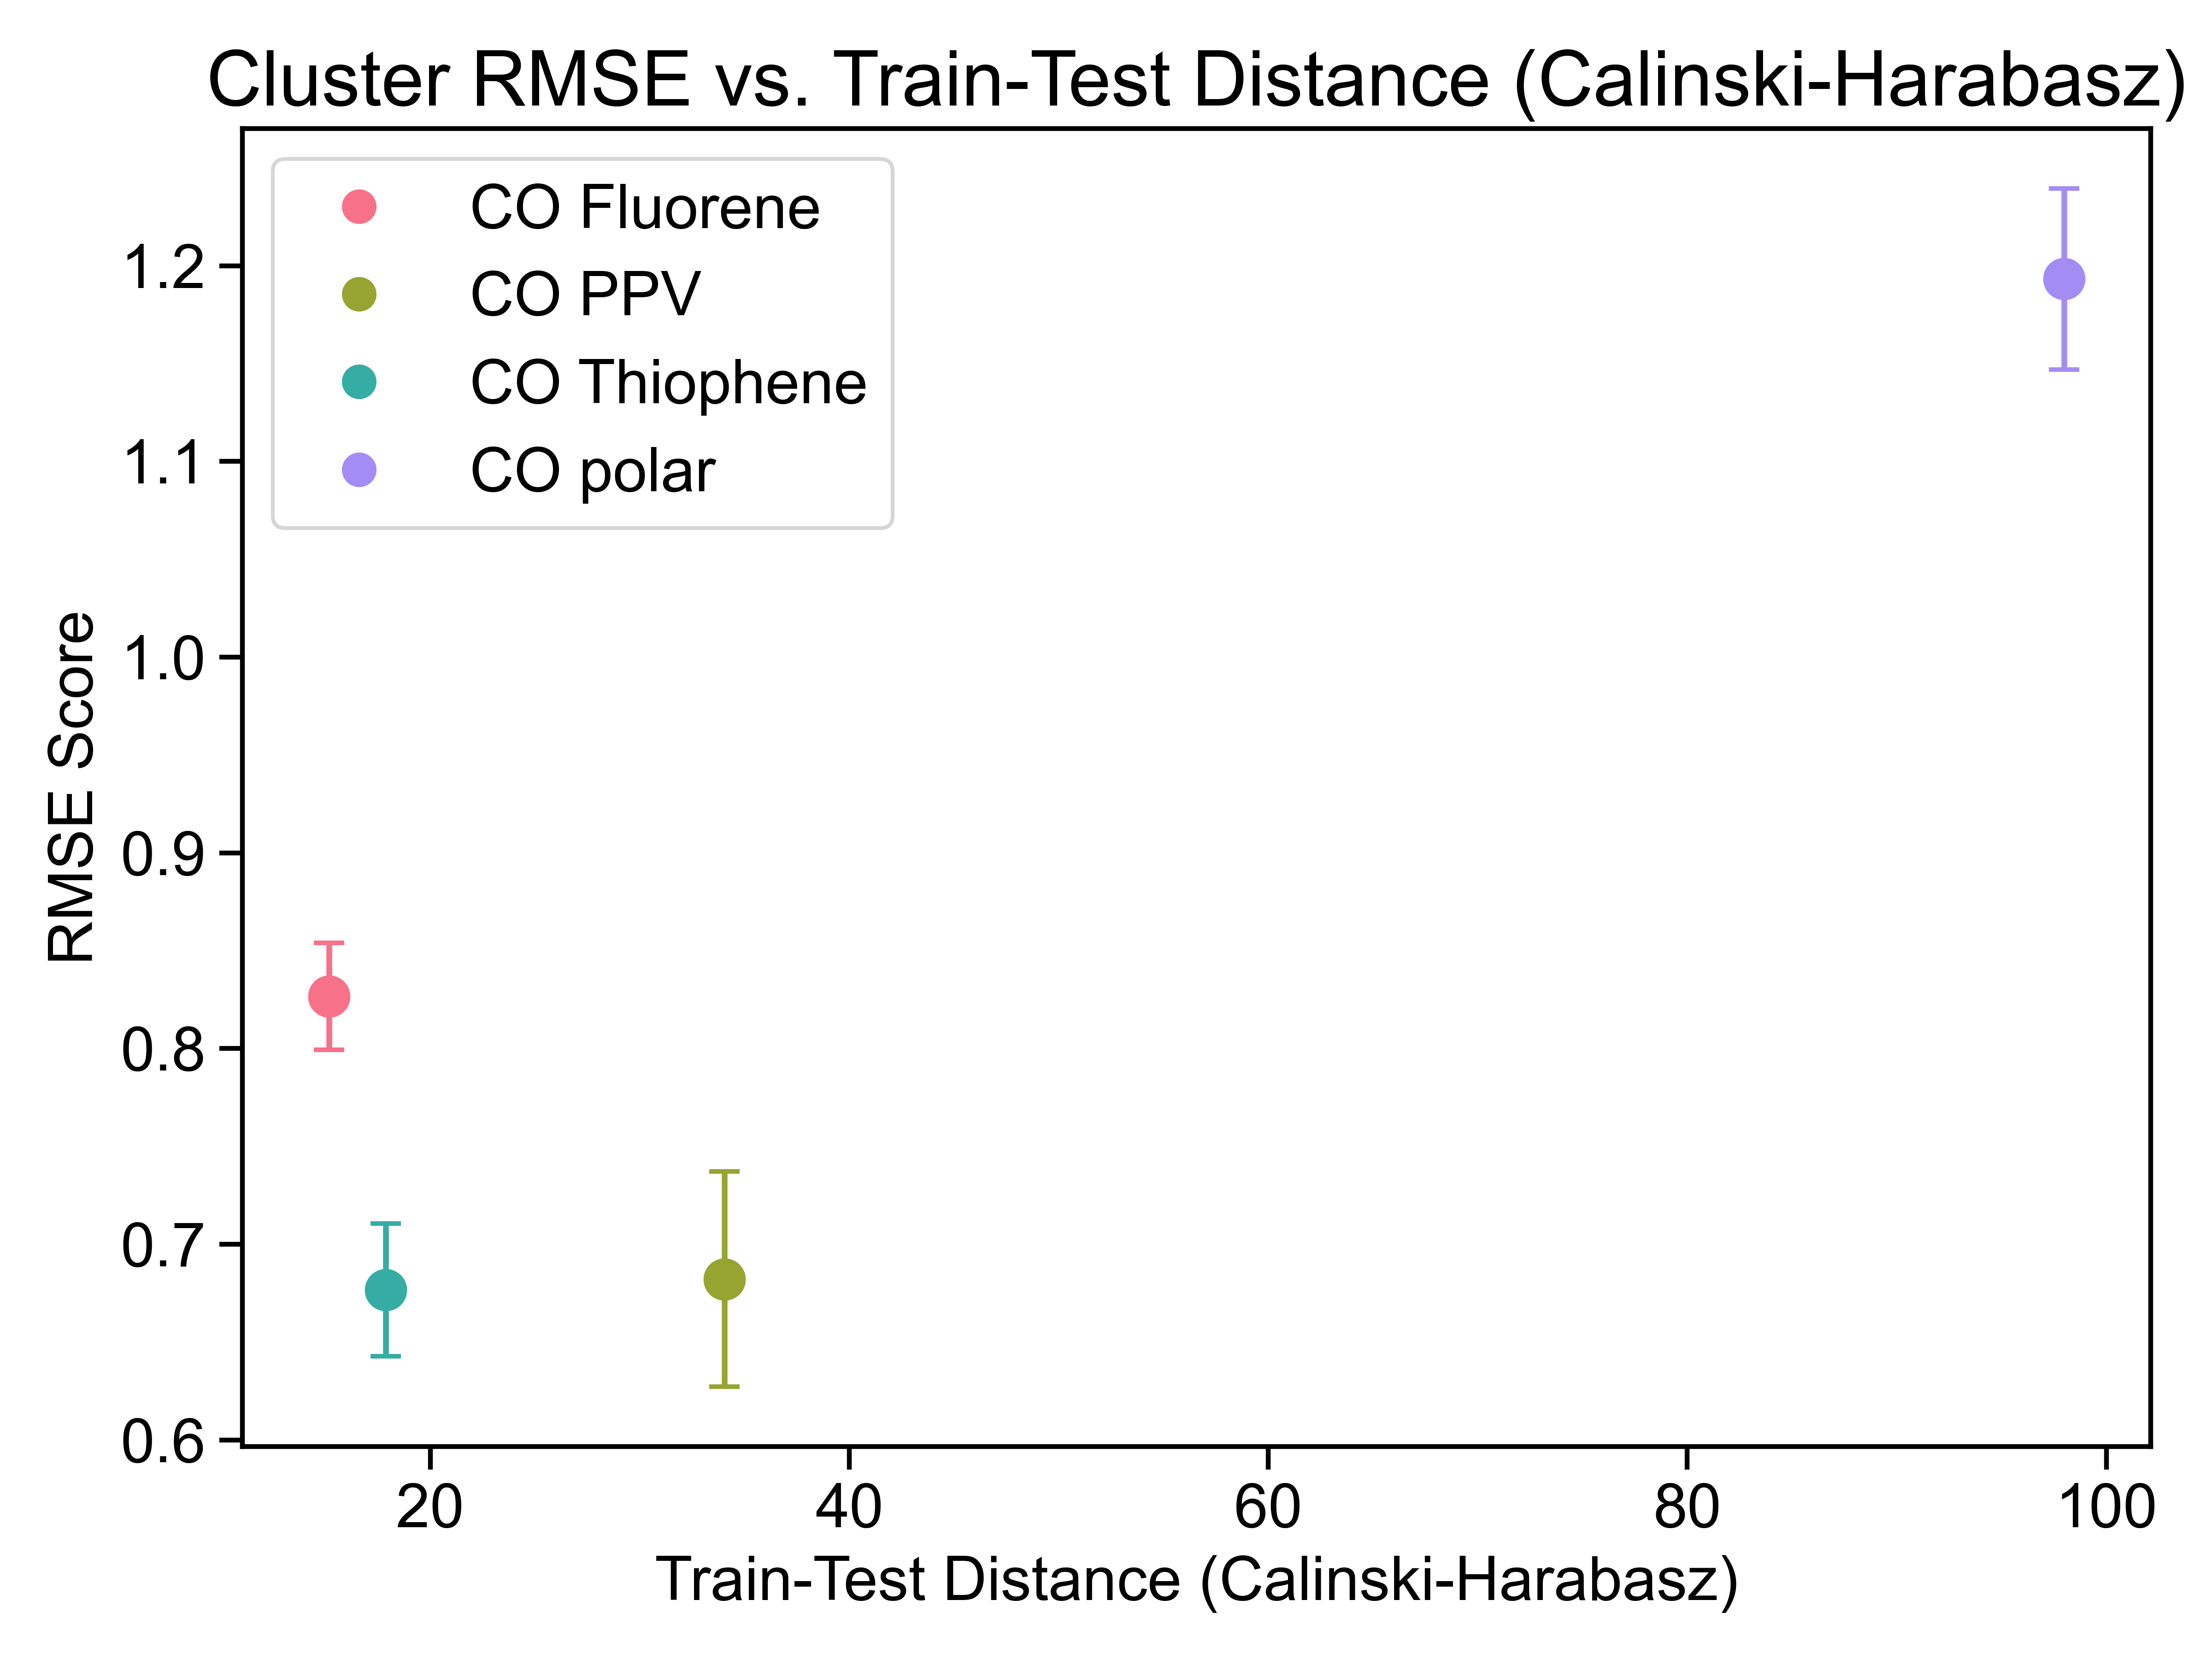 Cluster RMSE vs. Train-Test Distance (Calinski-Harabasz)
CO Fluorene
CO PPV
CO Thiophene
CO polar
1.2
1.1
1.0
0.9
0.8
0.7
0.6
RMSE Score
20 40 60 80 100
Train-Test Distance (Calinski-Harabasz)